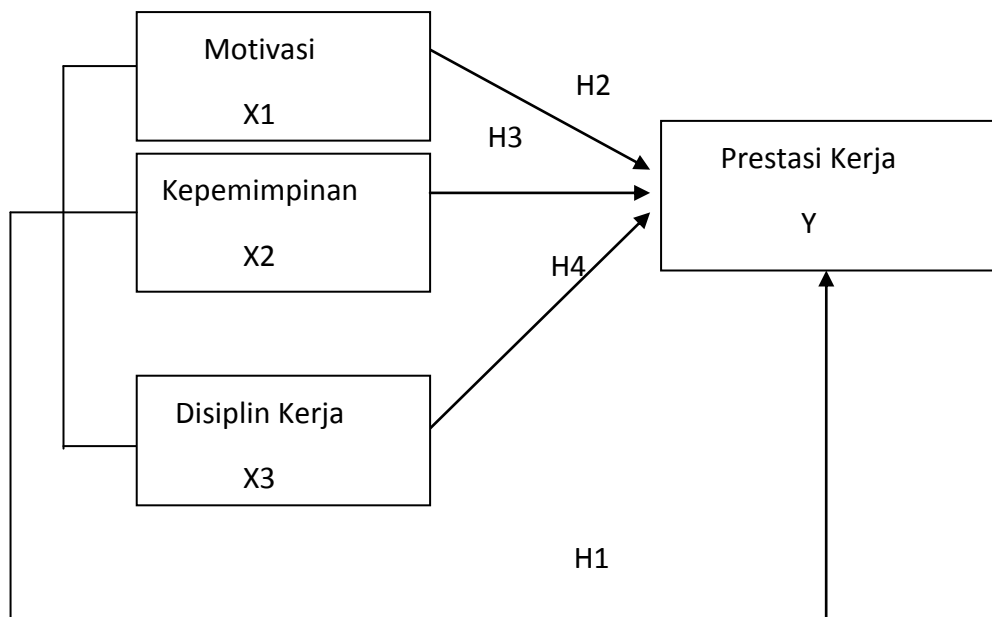 Motivasi
X1
H2
H3
Prestasi Kerja
Y
Kepemimpinan
X2
H4
Disiplin Kerja
X3
H1